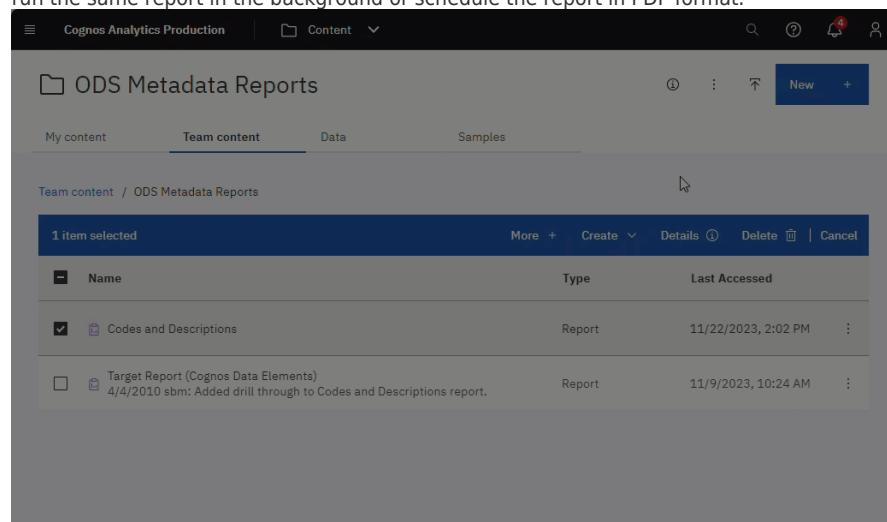 run the same report in the background or schedule the report in PDF format.
Cognos Analytics Production Content 4
ODS Metadata Reports New +
My content Team content Data Samples
Team content / ODS Metadata Reports
1 item selected More + Create Details Delete | Cancel
Name Type Last Accessed
Codes and Descriptions Report 11/22/2023, 2:02 PM
Target Report (Cognos Data Elements)
4/4/2010 sbm: Added drill through to Codes and Descriptions report. Report 11/9/2023, 10:24 AM